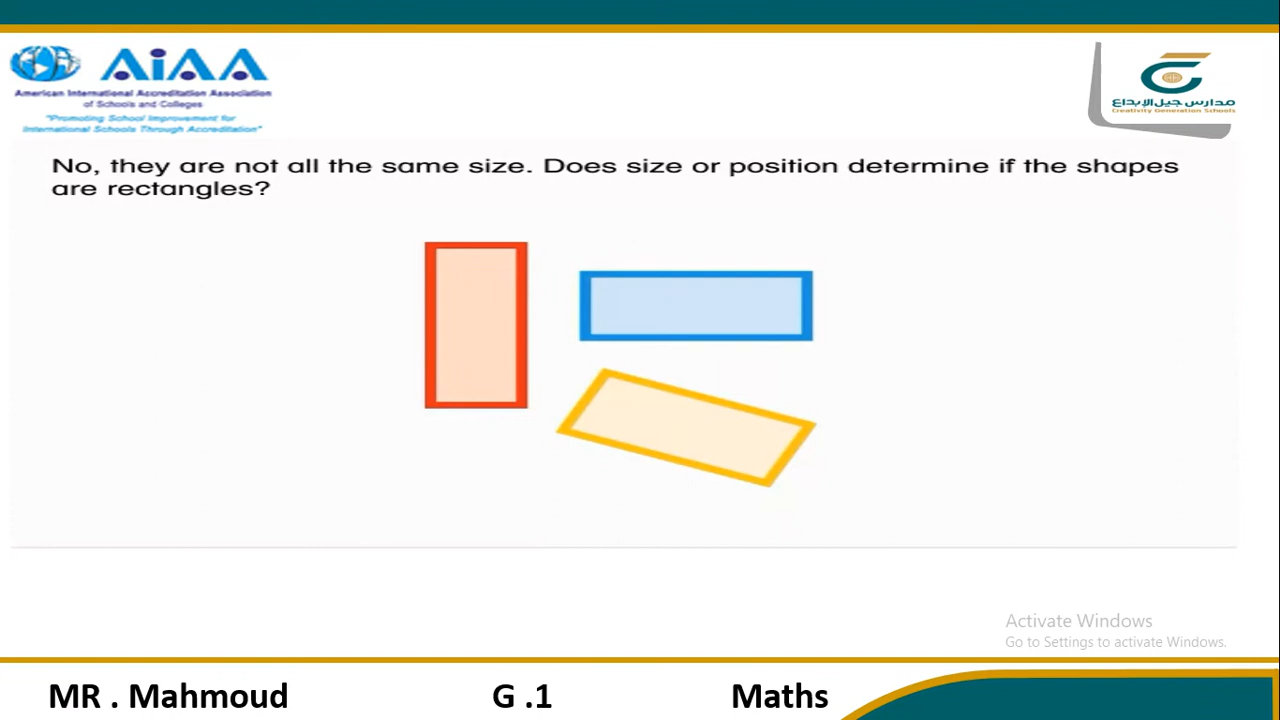 AiAA
American International Accreditation Association
of Schools and Colleges
"Promoting School Improvement for
International Schools Through Accreditation"
مدارس جيل الإبداع
Creativity Generation Schools
No, they are not all the same size. Does size or position determine if the shapes
are rectangles?
Activate Windows
Go to Settings to activate Windows.
MR . Mahmoud G .1 Maths